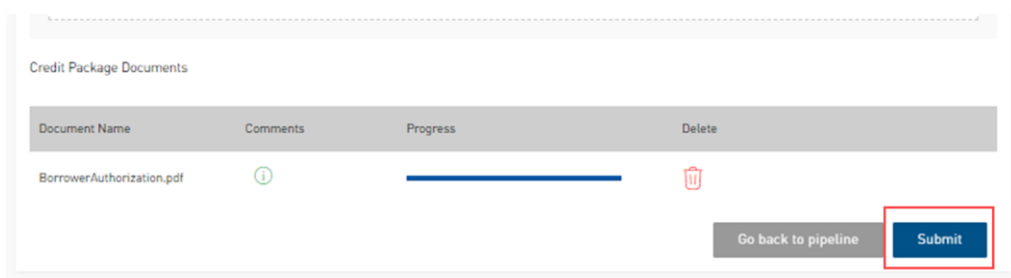 Credit Package Documents
Document Name Comments Progress Delete
BorrowerAuthorization.pdf
Go back to pipeline Submit